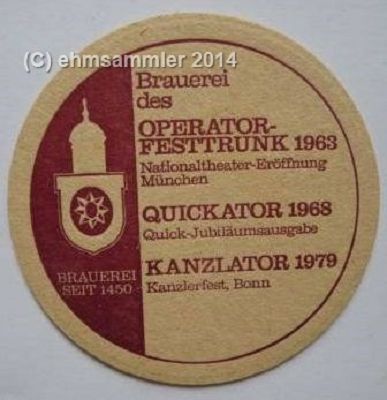 (C) ehmsammler 2014
Brauerei
des
OPERATOR-
FESTTRUNK 1963
Nationaltheater-Eröffnung
München
QUICKATOR 1968
Quick-Jubiläumsausgabe
KANZLATOR 1979
Kanzlerfest, Bonn
BRAUEREI
SEIT 1450